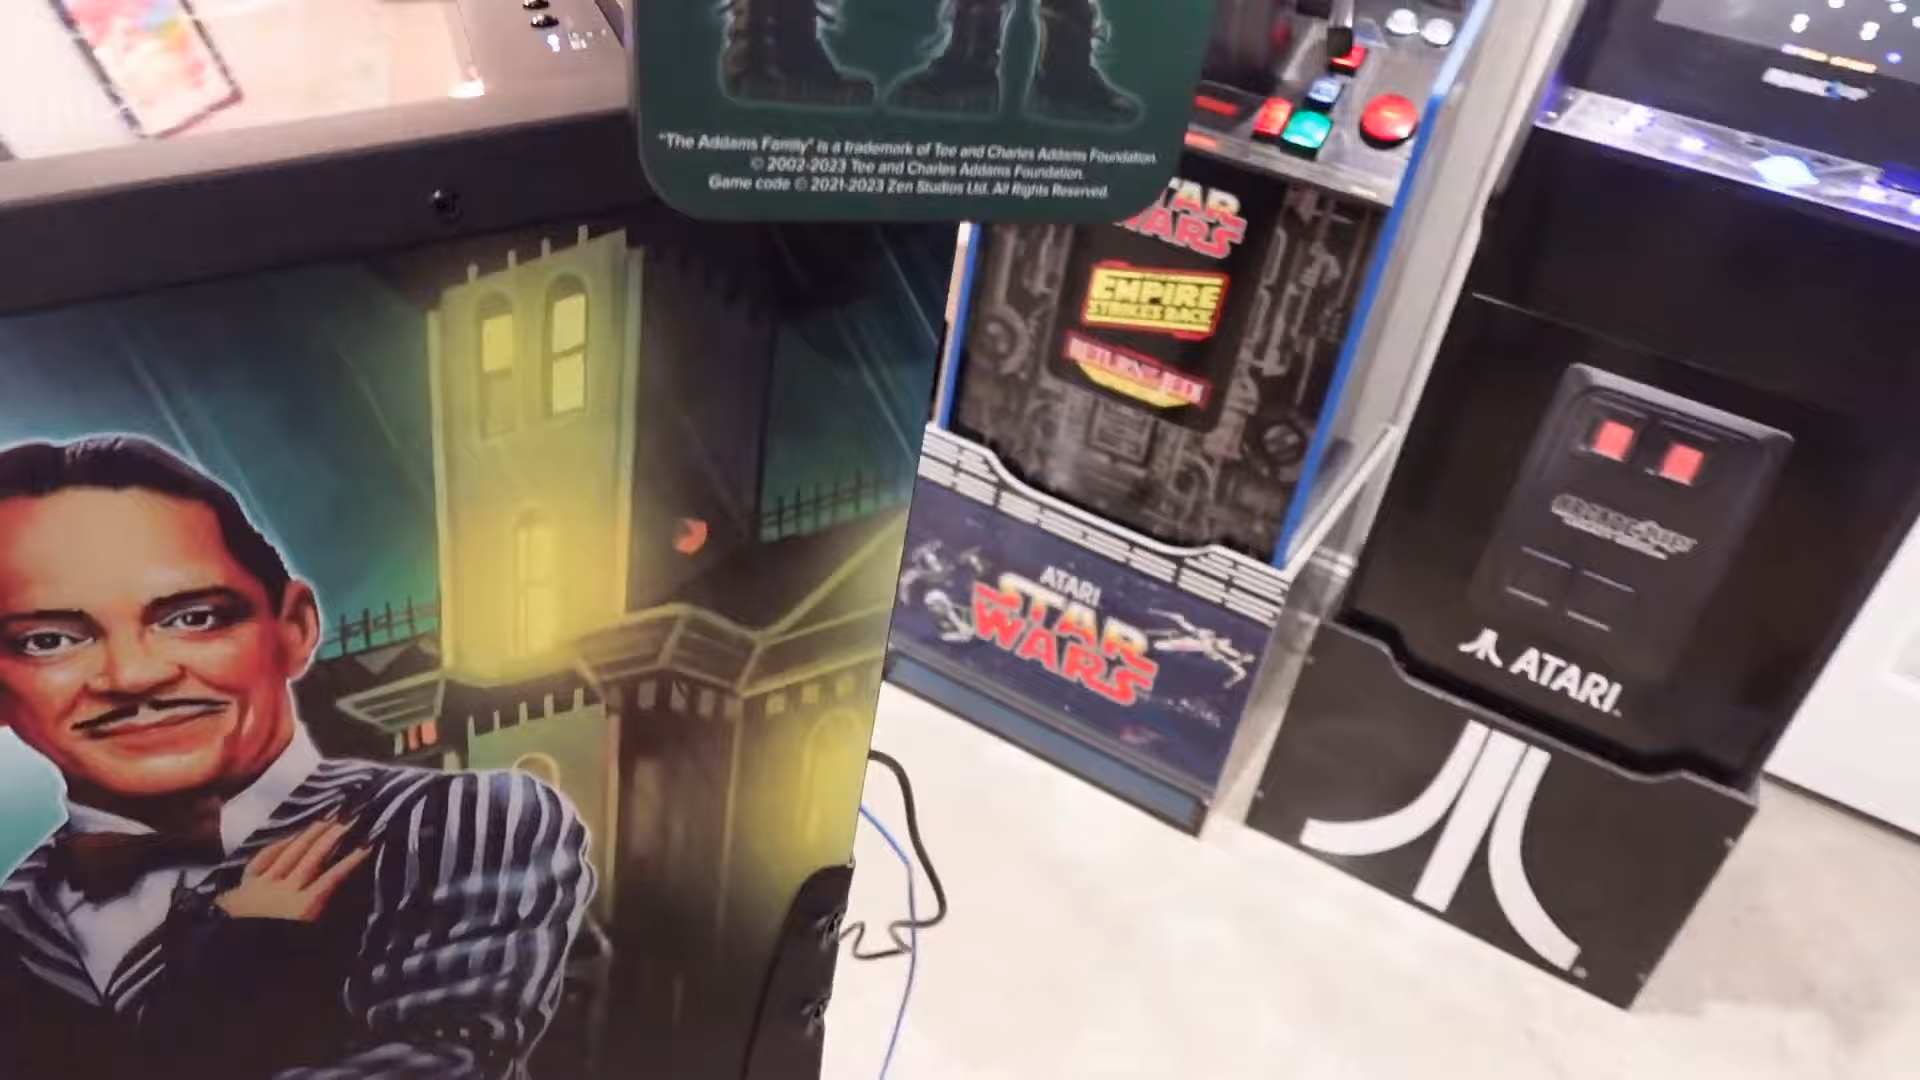 "The Addams Family" is a trademark of Tee and Charles Addams Foundation.
© 2002-2023 Tee and Charles Addams Foundation.
Game code © 2021-2023 Zen Studios Ltd. All Rights Reserved.
STAR
WARS
EMPIRE
STRIKES BACK
ATARI
STAR
WARS
ATARI